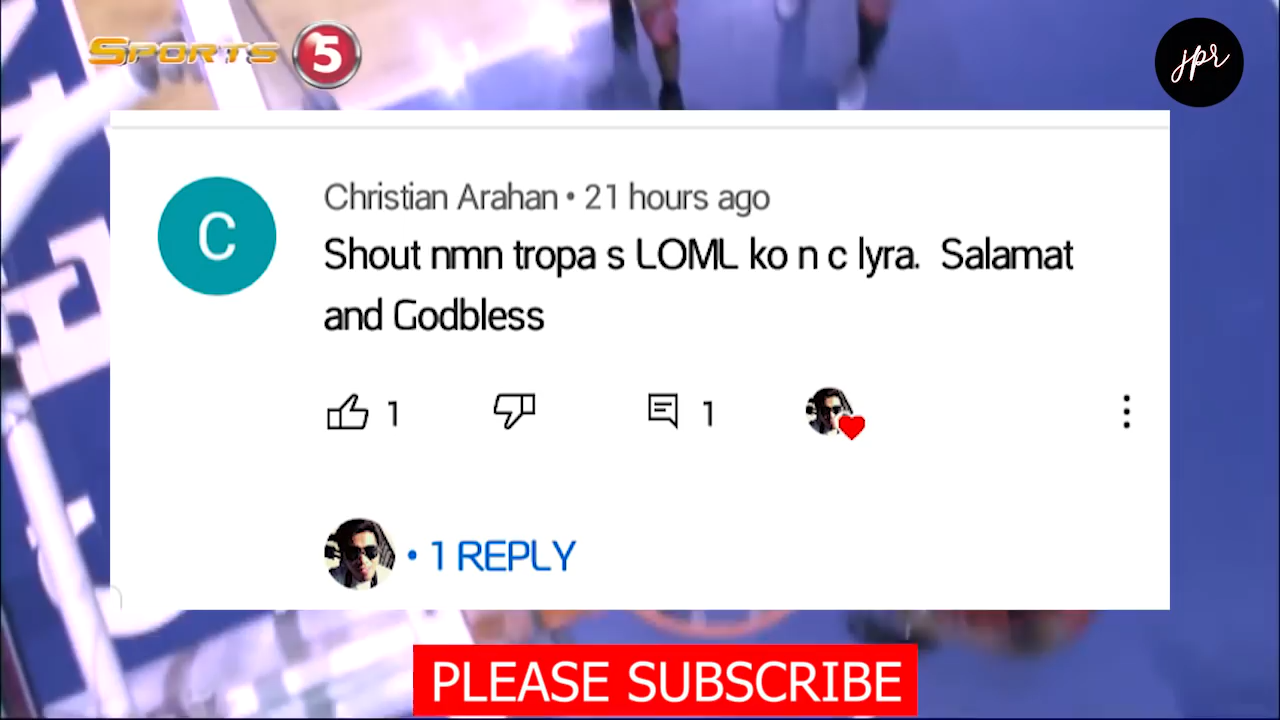 SPORTS 5
jpr
C
Christian Arahan • 21 hours ago
Shout nmn tropa s LOML ko n c lyra. Salamat
and Godbless
1
1
• 1 REPLY
PLEASE SUBSCRIBE